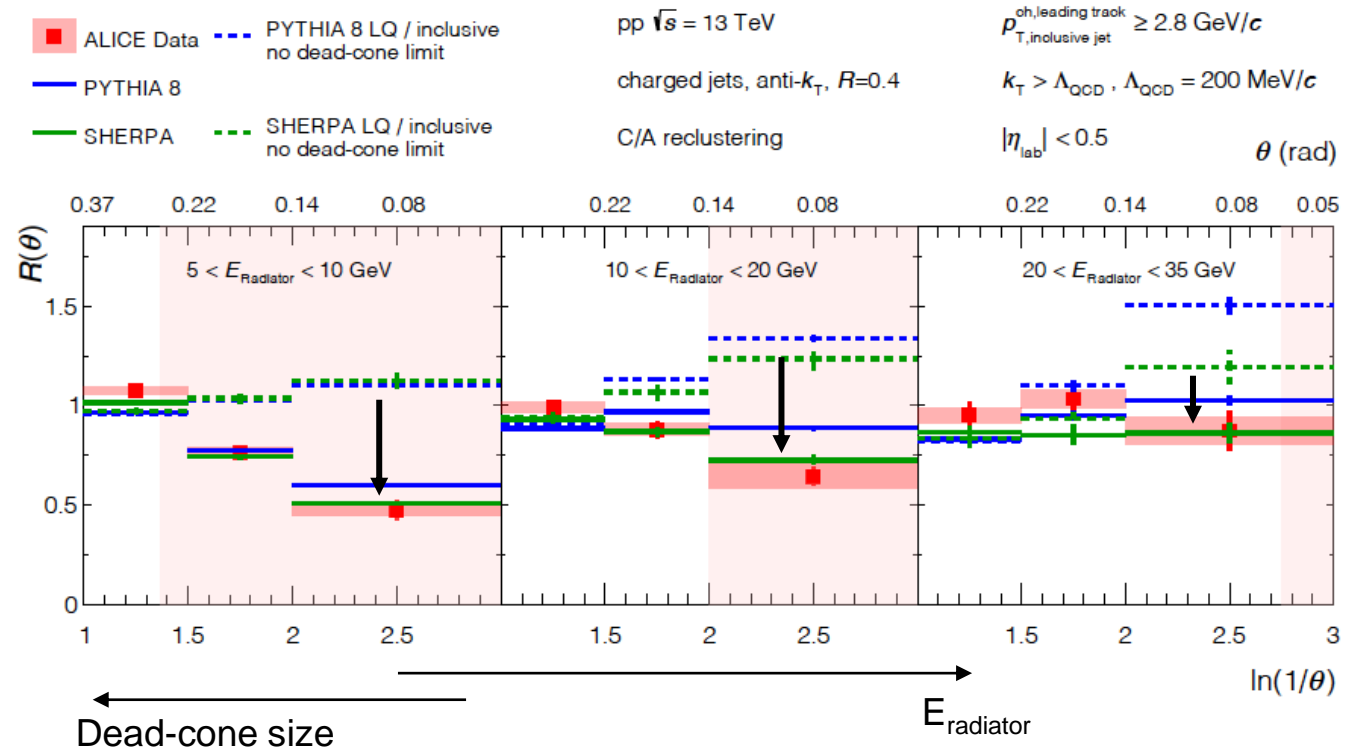 ALICE Data
PYTHIA 8
SHERPA
PYTHIA 8 LQ / inclusive
no dead-cone limit
SHERPA LQ / inclusive
no dead-cone limit
pp √s = 13 TeV
charged jets, anti-kT, R=0.4
C/A reclustering
p_T,inclusive jet^ch,leading track ≥ 2.8 GeV/c
kT > ΛQCD , ΛQCD = 200 MeV/c
|ηlab| < 0.5
θ (rad)
0.37 0.22 0.14 0.08 0.22 0.14 0.08 0.22 0.14 0.08 0.05
R(θ)
5 < ERadiator < 10 GeV
10 < ERadiator < 20 GeV
20 < ERadiator < 35 GeV
1.5
1
0.5
0
1 1.5 2 2.5 1.5 2 2.5 1.5 2 2.5 3
ln(1/θ)
Dead-cone size
Eradiator